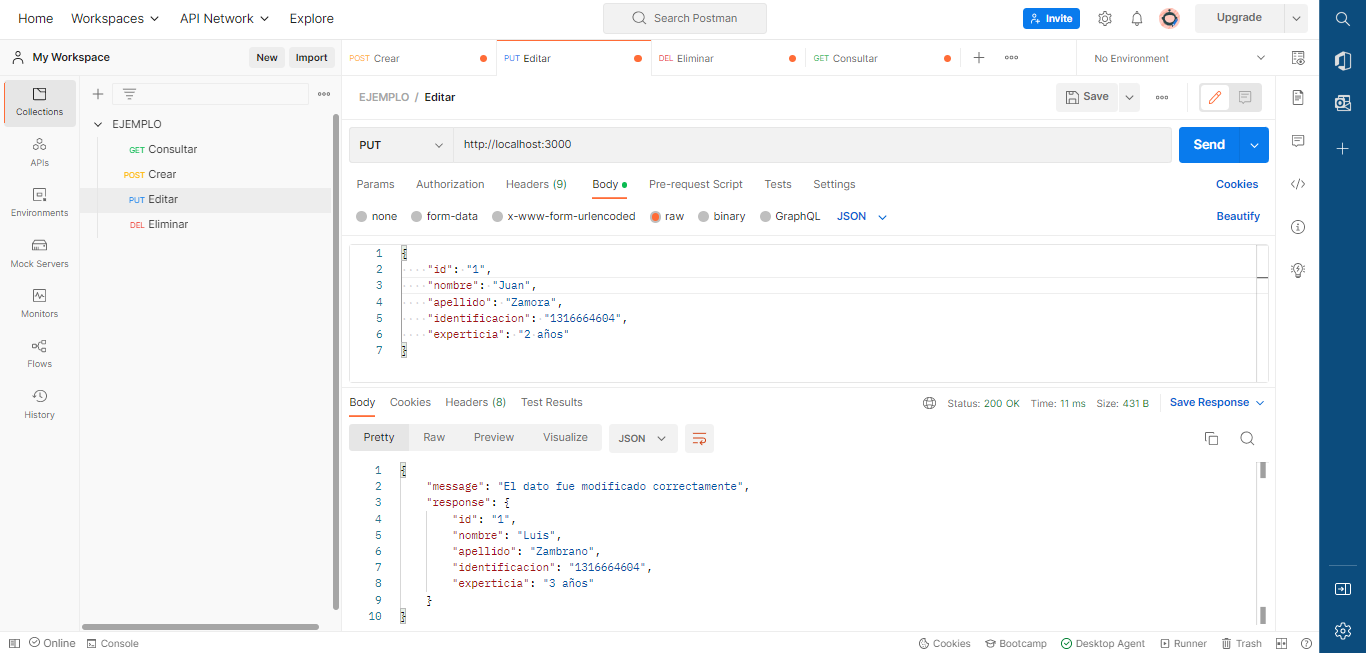 Home Workspaces API Network Explore Search Postman Invite Upgrade
My Workspace New Import POST Crear PUT Editar DEL Eliminar GET Consultar No Environment
Collections
APIs
Environments
Mock Servers
Monitors
Flows
History
EJEMPLO
GET Consultar
POST Crear
PUT Editar
DEL Eliminar
EJEMPLO / Editar Save
PUT http://localhost:3000 Send
Params Authorization Headers (9) Body Pre-request Script Tests Settings Cookies
none form-data x-www-form-urlencoded raw binary GraphQL JSON Beautify
1 {
2 "id": "1",
3 "nombre": "Juan",
4 "apellido": "Zamora",
5 "identificacion": "1316664604",
6 "experticia": "2 años"
7 }
Body Cookies Headers (8) Test Results Status: 200 OK Time: 11 ms Size: 431 B Save Response
Pretty Raw Preview Visualize JSON
1 {
2 "message": "El dato fue modificado correctamente",
3 "response": {
4 "id": "1",
5 "nombre": "Luis",
6 "apellido": "Zambrano",
7 "identificacion": "1316664604",
8 "experticia": "3 años"
9 }
10 }
Online Console Cookies Bootcamp Desktop Agent Runner Trash